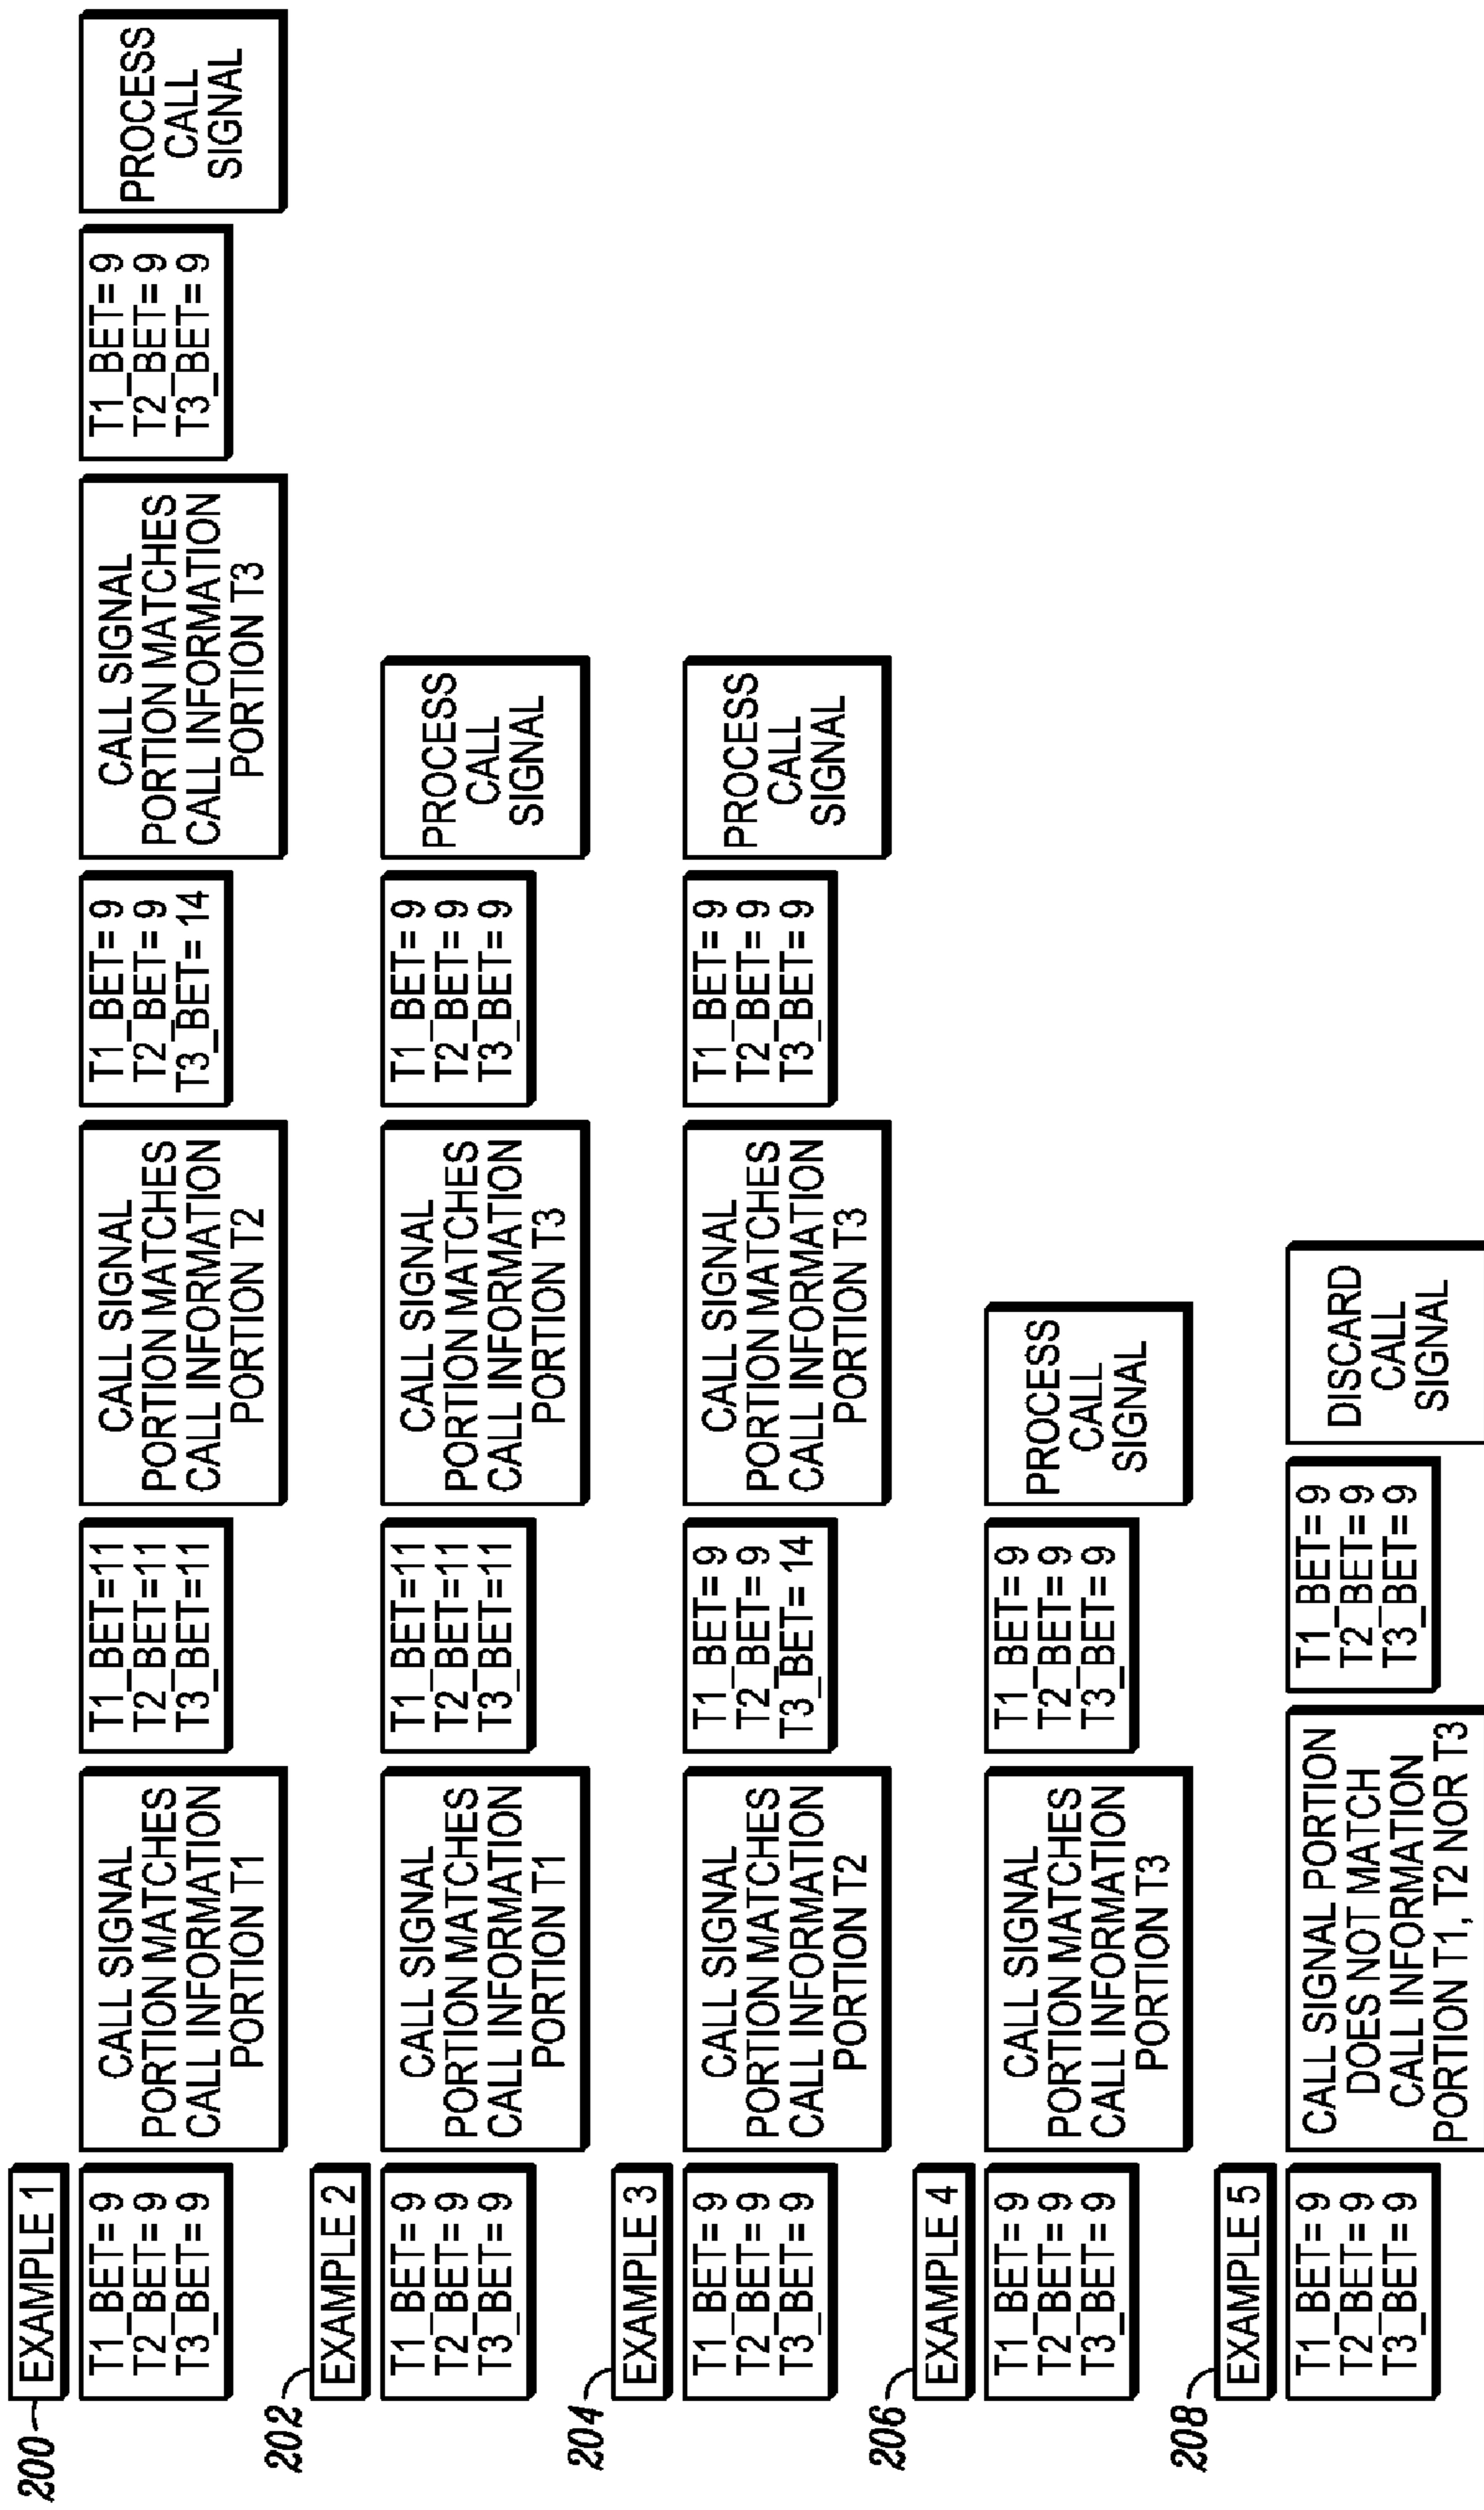 200
EXAMPLE 1
T1_BET= 9
T2_BET= 9
T3_BET= 9
CALL SIGNAL
PORTION MATCHES
CALL INFORMATION
PORTION T1
T1_BET=11
T2_BET=11
T3_BET=11
CALL SIGNAL
PORTION MATCHES
CALL INFORMATION
PORTION T2
T1_BET= 9
T2_BET= 9
T3_BET= 14
CALL SIGNAL
PORTION MATCHES
CALL INFORMATION
PORTION T3
T1_BET= 9
T2_BET= 9
T3_BET= 9
PROCESS
CALL
SIGNAL
202
EXAMPLE 2
T1_BET= 9
T2_BET= 9
T3_BET= 9
CALL SIGNAL
PORTION MATCHES
CALL INFORMATION
PORTION T1
T1_BET=11
T2_BET=11
T3_BET=11
CALL SIGNAL
PORTION MATCHES
CALL INFORMATION
PORTION T3
T1_BET= 9
T2_BET= 9
T3_BET= 9
PROCESS
CALL
SIGNAL
204
EXAMPLE 3
T1_BET= 9
T2_BET= 9
T3_BET= 9
CALL SIGNAL
PORTION MATCHES
CALL INFORMATION
PORTION T2
T1_BET= 9
T2_BET= 9
T3_BET= 14
CALL SIGNAL
PORTION MATCHES
CALL INFORMATION
PORTION T3
T1_BET= 9
T2_BET= 9
T3_BET= 9
PROCESS
CALL
SIGNAL
206
EXAMPLE 4
T1_BET= 9
T2_BET= 9
T3_BET= 9
CALL SIGNAL
PORTION MATCHES
CALL INFORMATION
PORTION T3
T1_BET= 9
T2_BET= 9
T3_BET= 9
PROCESS
CALL
SIGNAL
208
EXAMPLE 5
T1_BET= 9
T2_BET= 9
T3_BET= 9
CALL SIGNAL PORTION
DOES NOT MATCH
CALL INFORMATION
PORTION T1, T2 NOR T3
T1_BET= 9
T2_BET= 9
T3_BET= 9
DISCARD
CALL
SIGNAL